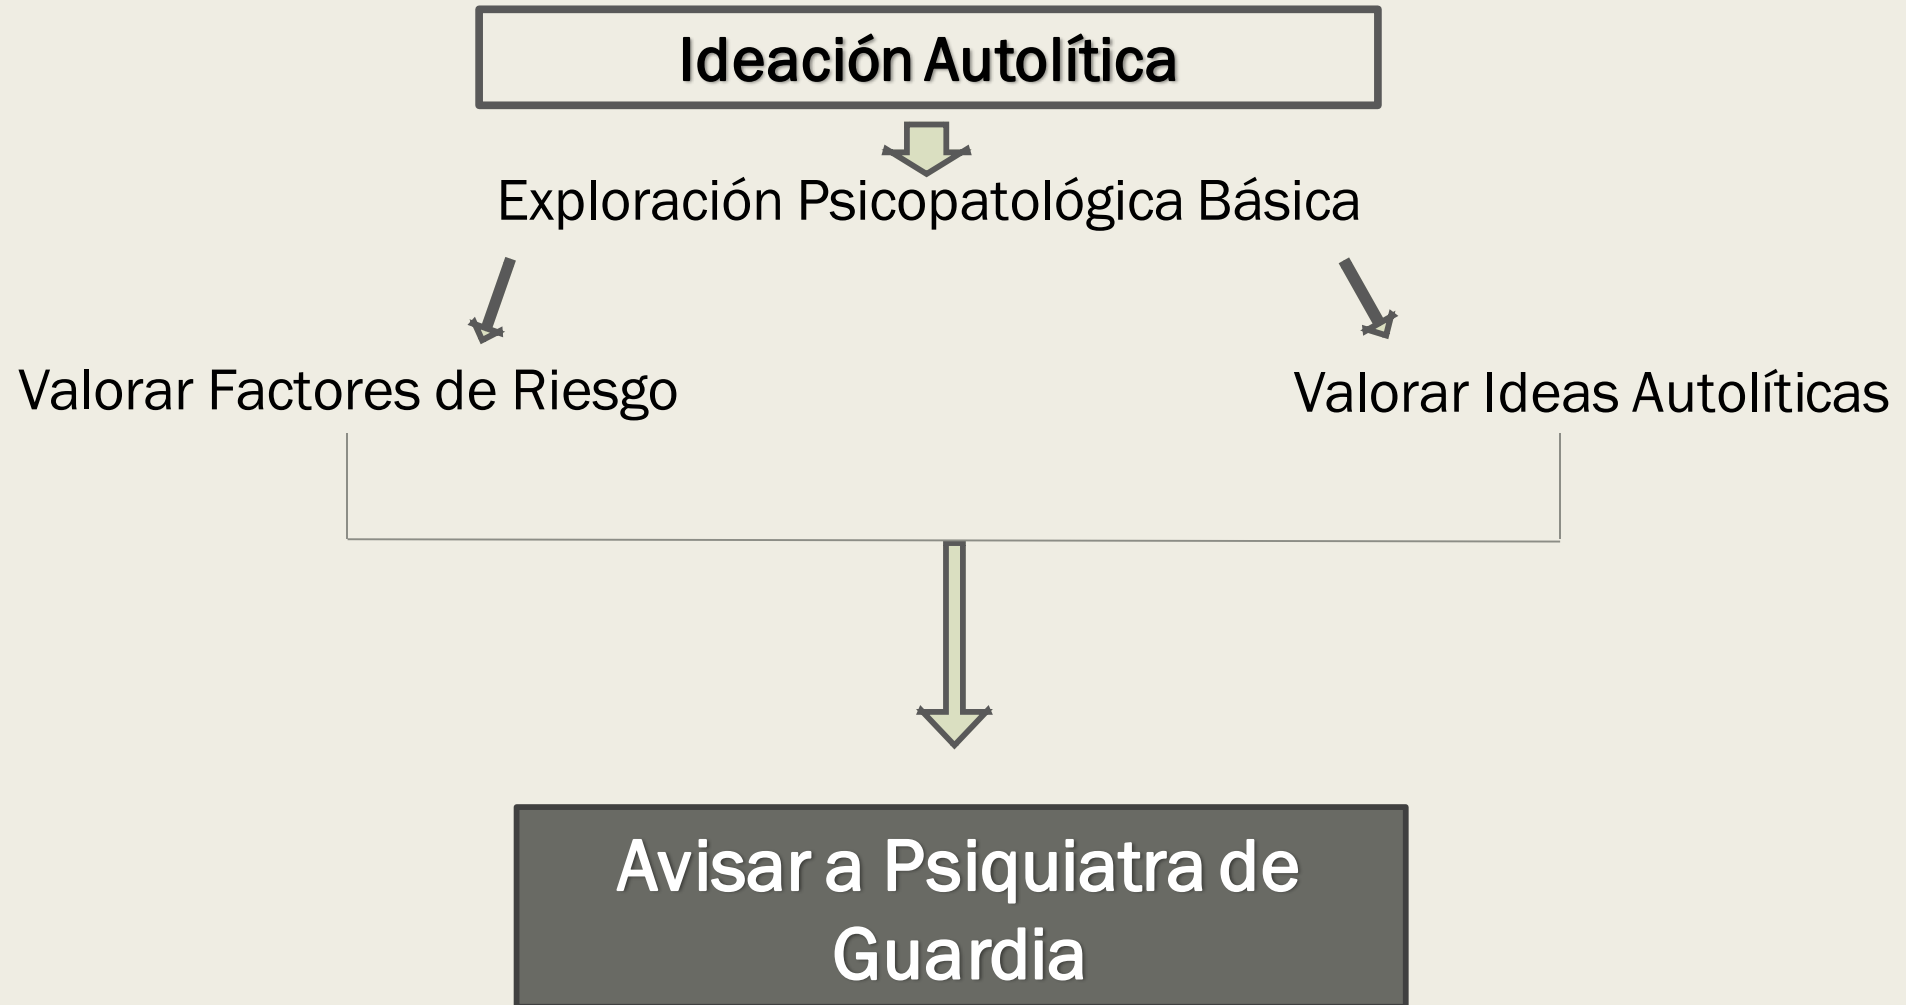 Ideación Autolítica
Exploración Psicopatológica Básica
Valorar Factores de Riesgo
Valorar Ideas Autolíticas
Avisar a Psiquiatra de
Guardia